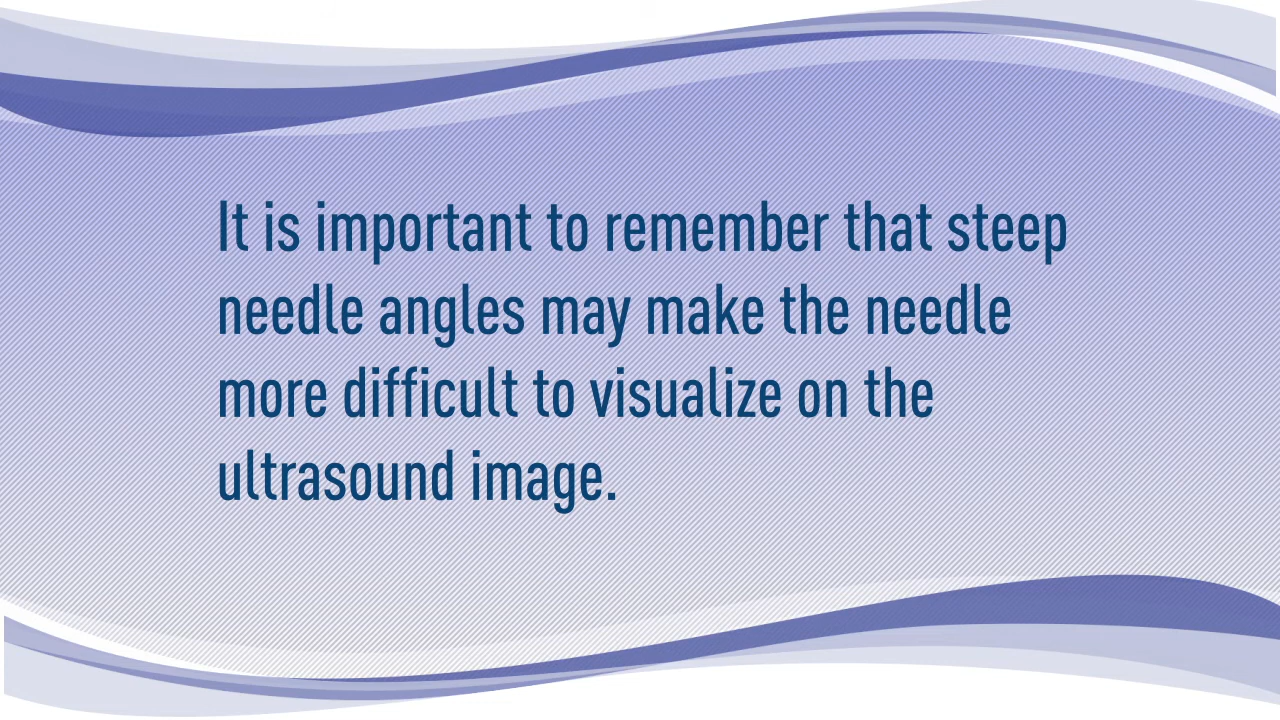 It is important to remember that steep
needle angles may make the needle
more difficult to visualize on the
ultrasound image.